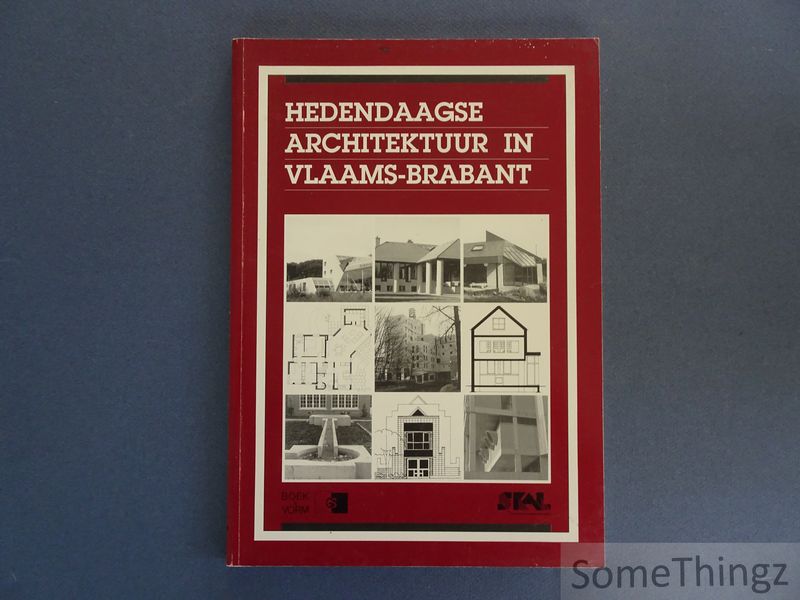 HEDENDAAGSE
ARCHITEKTUUR IN
VLAAMS-BRABANT
BOEK
VORM
SomeThingz